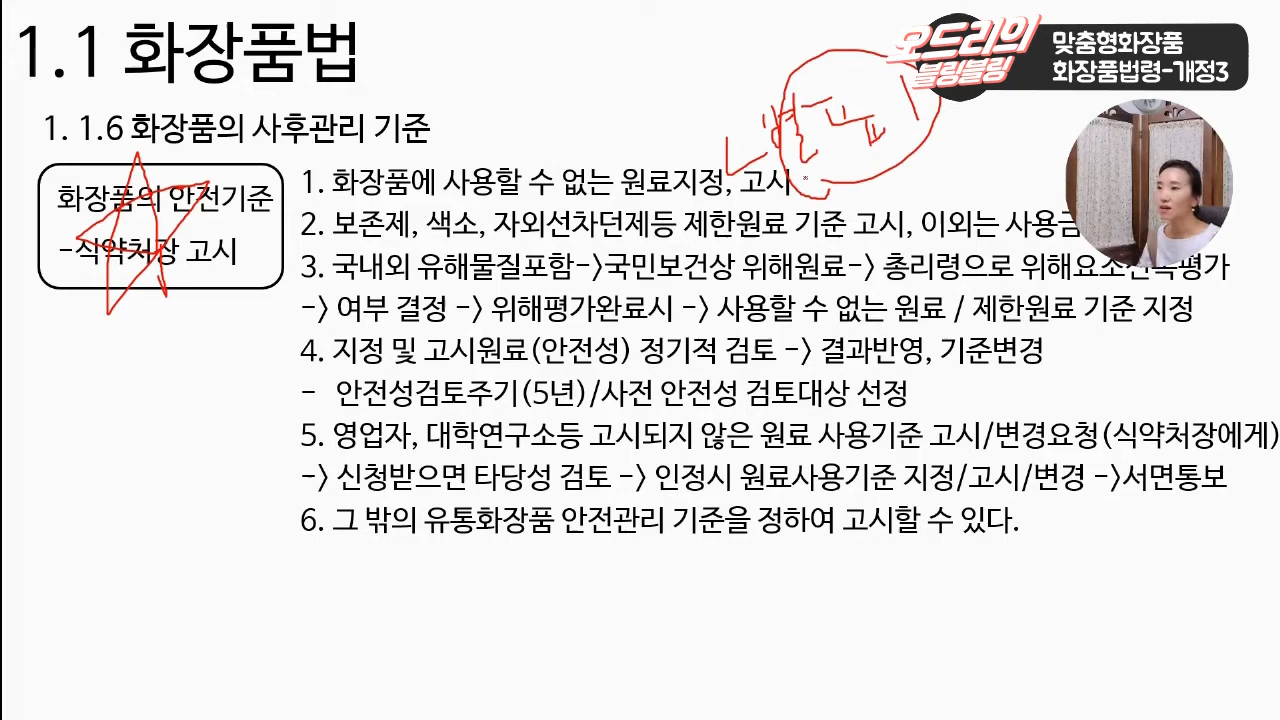 1.1 화장품법
오드리의
블링블링
맞춤형화장품
화장품법령-개정3
1. 1.6 화장품의 사후관리 기준
화장품의 안전기준
-식약처장 고시
1. 화장품에 사용할 수 없는 원료지정, 고시
2. 보존제, 색소, 자외선차던제등 제한원료 기준 고시, 이외는
3. 국내외 유해물질포함->국민보건상 위해원료-> 총리령으로 위해요소신속평가
-> 여부 결정 -> 위해평가완료시 -> 사용할 수 없는 원료 / 제한원료 기준 지정
4. 지정 및 고시원료(안전성) 정기적 검토 -> 결과반영, 기준변경
- 안전성검토주기(5년)/사전 안전성 검토대상 선정
5. 영업자, 대학연구소등 고시되지 않은 원료 사용기준 고시/변경요청(식약처장에게)
-> 신청받으면 타당성 검토 -> 인정시 원료사용기준 지정/고시/변경 ->서면통보
6. 그 밖의 유통화장품 안전관리 기준을 정하여 고시할 수 있다.